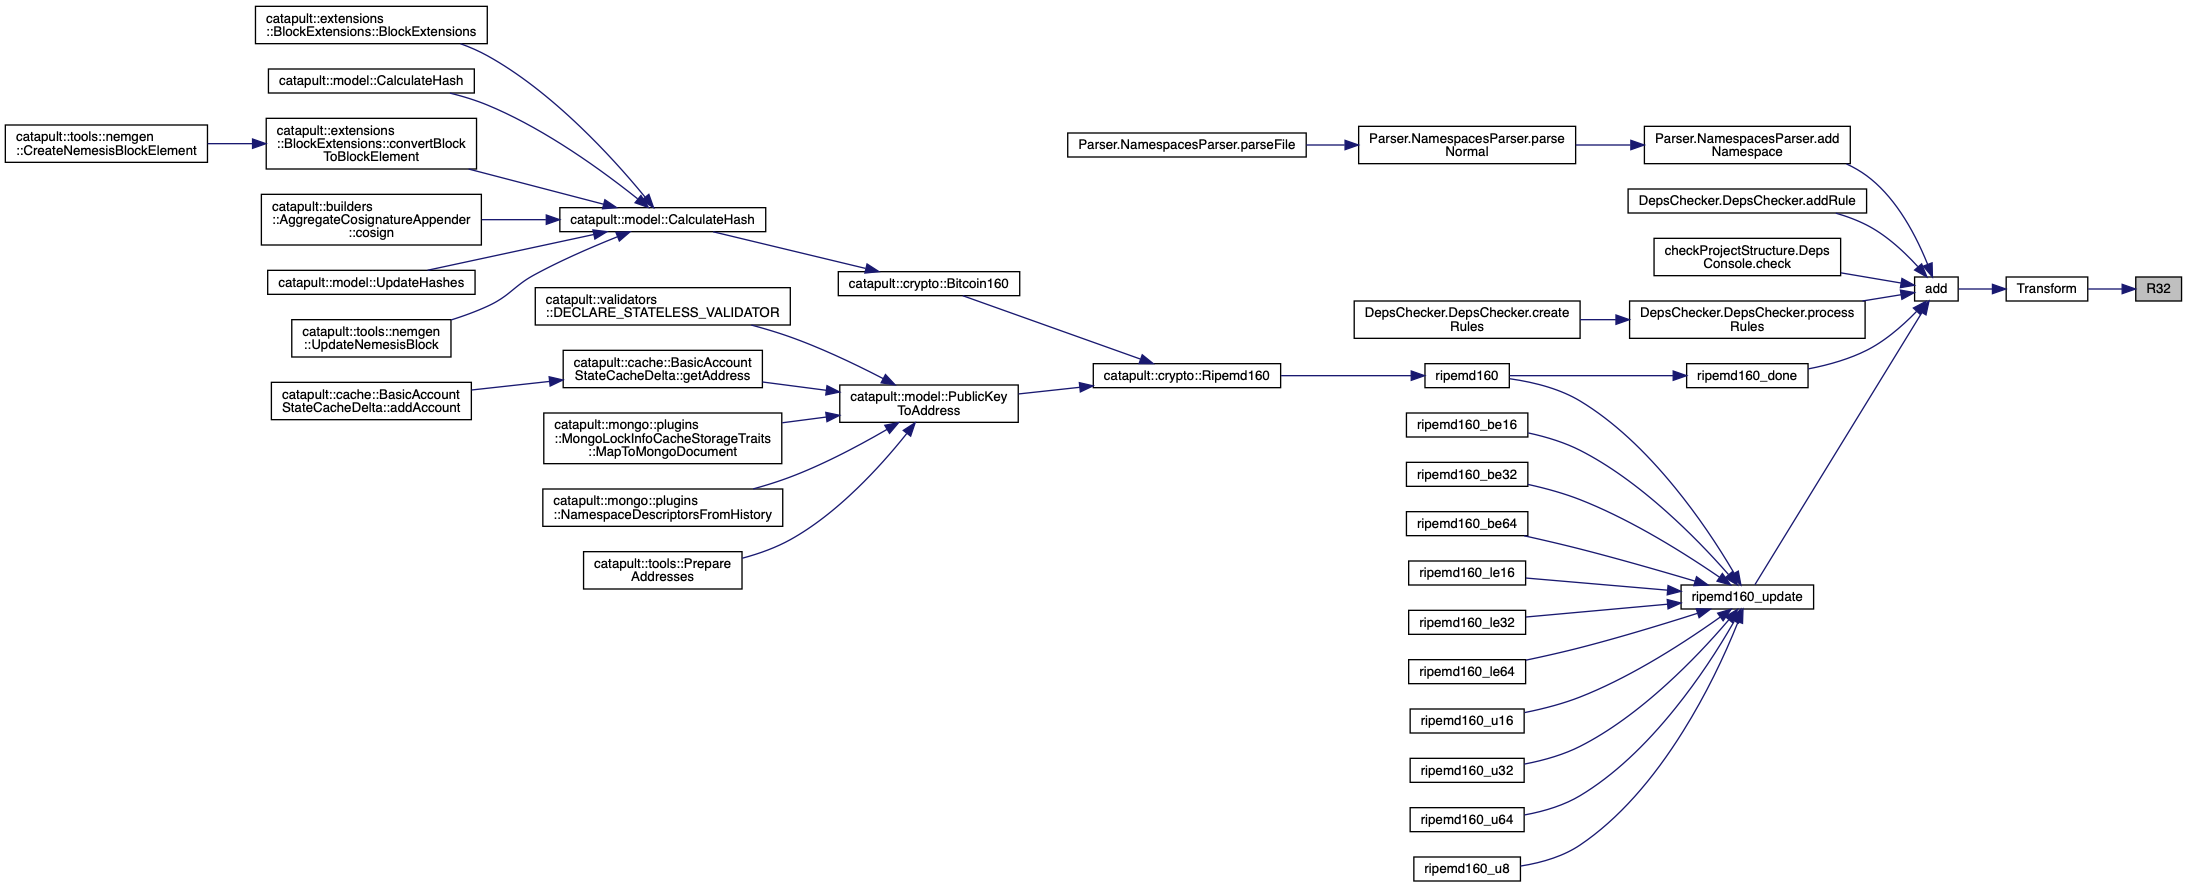 catapult::extensions
::BlockExtensions::BlockExtensions
catapult::model::CalculateHash
catapult::tools::nemgen
::CreateNemesisBlockElement
catapult::extensions
::BlockExtensions::convertBlock
ToBlockElement
catapult::builders
::AggregateCosignatureAppender
::cosign
catapult::model::UpdateHashes
catapult::tools::nemgen
::UpdateNemesisBlock
catapult::cache::BasicAccount
StateCacheDelta::addAccount
catapult::model::CalculateHash
catapult::validators
::DECLARE_STATELESS_VALIDATOR
catapult::cache::BasicAccount
StateCacheDelta::getAddress
catapult::mongo::plugins
::MongoLockInfoCacheStorageTraits
::MapToMongoDocument
catapult::mongo::plugins
::NamespaceDescriptorsFromHistory
catapult::tools::Prepare
Addresses
catapult::crypto::Bitcoin160
catapult::model::PublicKey
ToAddress
Parser.NamespacesParser.parseFile
catapult::crypto::Ripemd160
Parser.NamespacesParser.parse
Normal
DepsChecker.DepsChecker.create
Rules
ripemd160
ripemd160_be16
ripemd160_be32
ripemd160_be64
ripemd160_le16
ripemd160_le32
ripemd160_le64
ripemd160_u16
ripemd160_u32
ripemd160_u64
ripemd160_u8
Parser.NamespacesParser.add
Namespace
DepsChecker.DepsChecker.addRule
checkProjectStructure.Deps
Console.check
DepsChecker.DepsChecker.process
Rules
ripemd160_done
ripemd160_update
add
Transform
R32